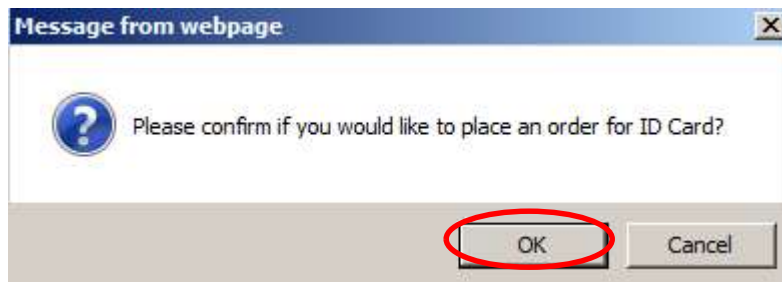 Message from webpage
Please confirm if you would like to place an order for ID Card?
OK
Cancel